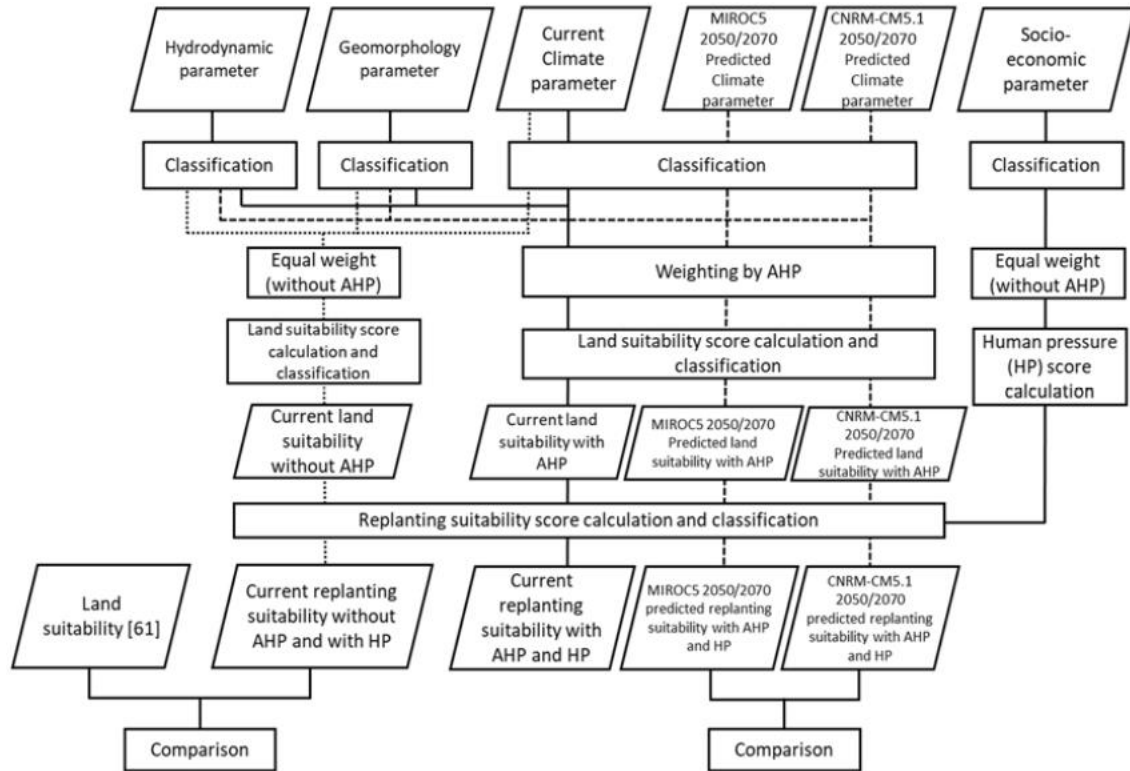 Hydrodynamic
parameter
Geomorphology
parameter
Current
Climate
parameter
MIROC5
2050/2070
Predicted
Climate
parameter
CNRM-CM5.1
2050/2070
Predicted
Climate
parameter
Socio-
economic
parameter
Classification
Classification
Classification
Classification
Equal weight
(without AHP)
Weighting by AHP
Equal weight
(without AHP)
Land suitability score
calculation and
classification
Land suitability score calculation and
classification
Human pressure
(HP) score
calculation
Current land
suitability
without AHP
Current land
suitability with
AHP
MIROC5 2050/2070
Predicted land
suitability with AHP
CNRM-CM5.1
2050/2070
Predicted land
suitability with AHP
Replanting suitability score calculation and classification
Land
suitability [61]
Current replanting
suitability without
AHP and with HP
Current
replanting
suitability with
AHP and HP
MIROC5 2050/2070
predicted replanting
suitability with AHP
and HP
CNRM-CM5.1
2050/2070
predicted replanting
suitability with AHP
and HP
Comparison
Comparison